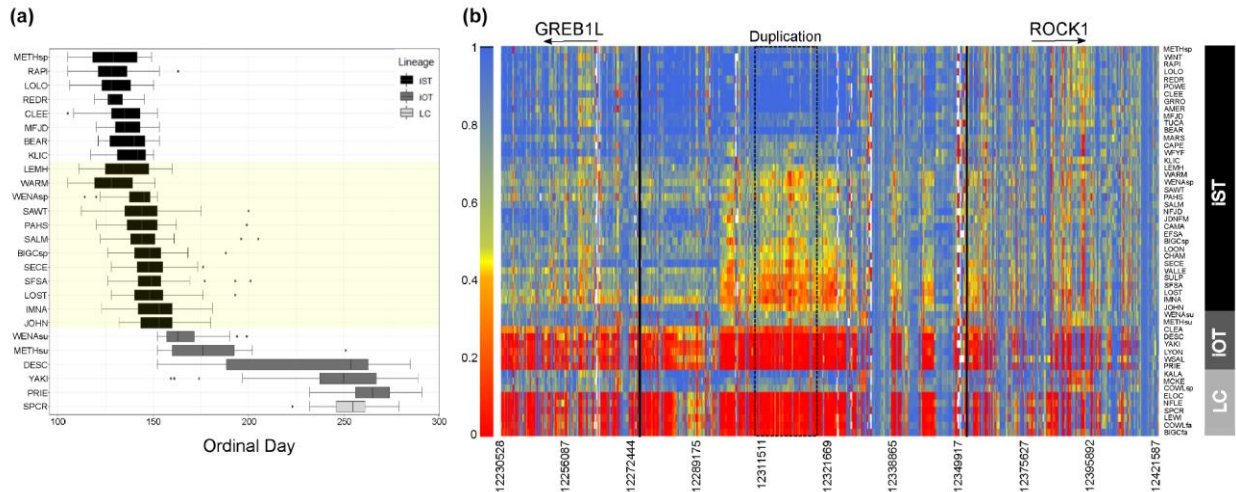 (a)
METHsp
RAPI
LOLO
REDR
CLEE
MFJD
BEAR
KLIC
LEMH
WARM
WENAsp
SAWT
PAHS
SALM
BIGCsp
SECE
SFSA
LOST
IMNA
JOHN
WENAsu
METHsu
DESC
YAKI
PRIE
SPCR
Lineage
iST
iOT
LC
100 150 200 250 300
Ordinal Day
(b)
GREB1L
Duplication
ROCK1
1
0.8
0.6
0.4
0.2
0
METHsp
WINT
RAPI
LOLO
REDR
POWE
CLEE
GRRO
AMER
MFJD
TUCA
BEAR
MARS
CAPE
WFYF
KLIC
LEMH
WARM
WENAsp
SAWT
PAHS
SALM
NFJD
JDNFM
CAMA
EFSA
BIGCsp
LOON
CHAM
SECE
VALLE
SULP
SFSA
LOST
IMNA
JOHN
WENAsu
METHsu
CLEA
DESC
YAKI
LYON
WSAL
PRIE
KALA
MCKE
COWLsp
ELOC
NFLE
SPCR
LEWI
COWLfa
BIGCfa
iST
iOT
LC
12230528
12256087
12272444
12289175
12311511
12321669
12338865
12349917
12375627
12395892
12421587